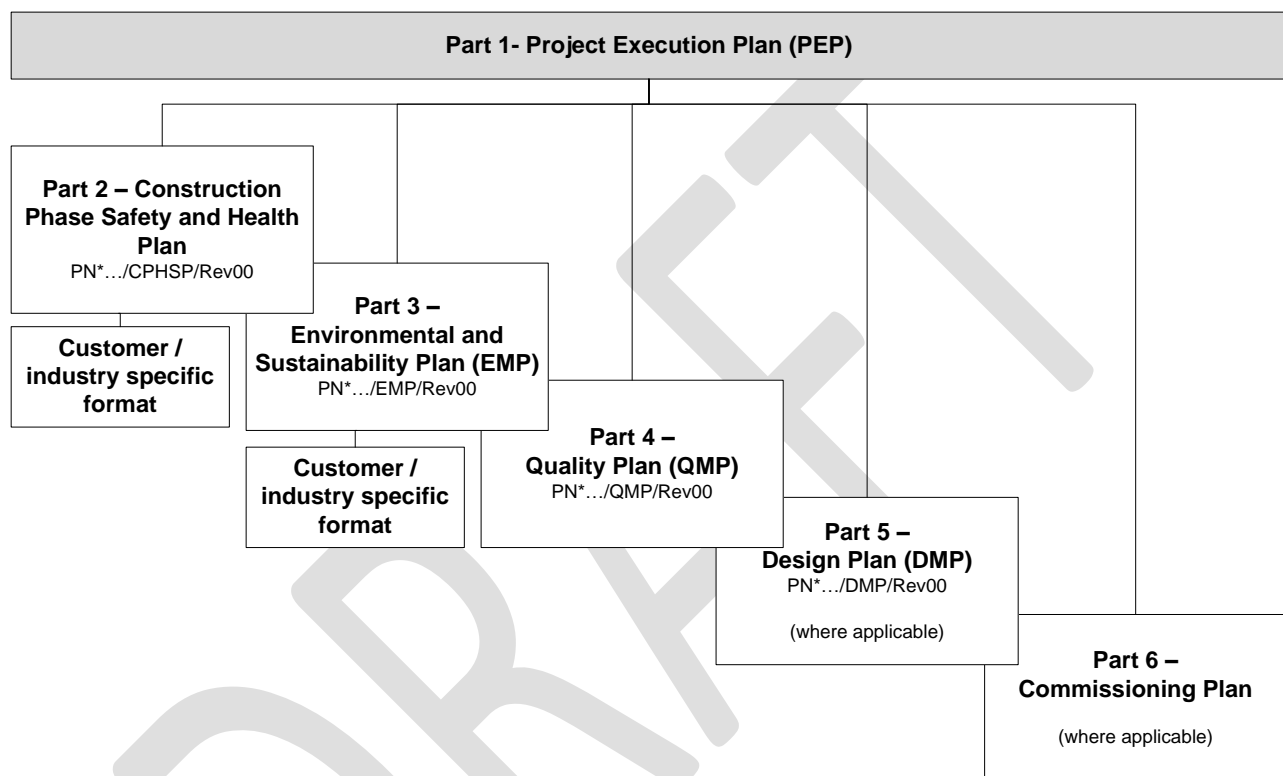 Part 1- Project Execution Plan (PEP)
Part 2 – Construction
Phase Safety and Health
Plan
PN*…/CPHSP/Rev00
Customer /
industry specific
format
Part 3 –
Environmental and
Sustainability Plan (EMP)
PN*…/EMP/Rev00
Customer /
industry specific
format
Part 4 –
Quality Plan (QMP)
PN*…/QMP/Rev00
Part 5 –
Design Plan (DMP)
PN*…/DMP/Rev00
(where applicable)
Part 6 –
Commissioning Plan
(where applicable)
DRAFT